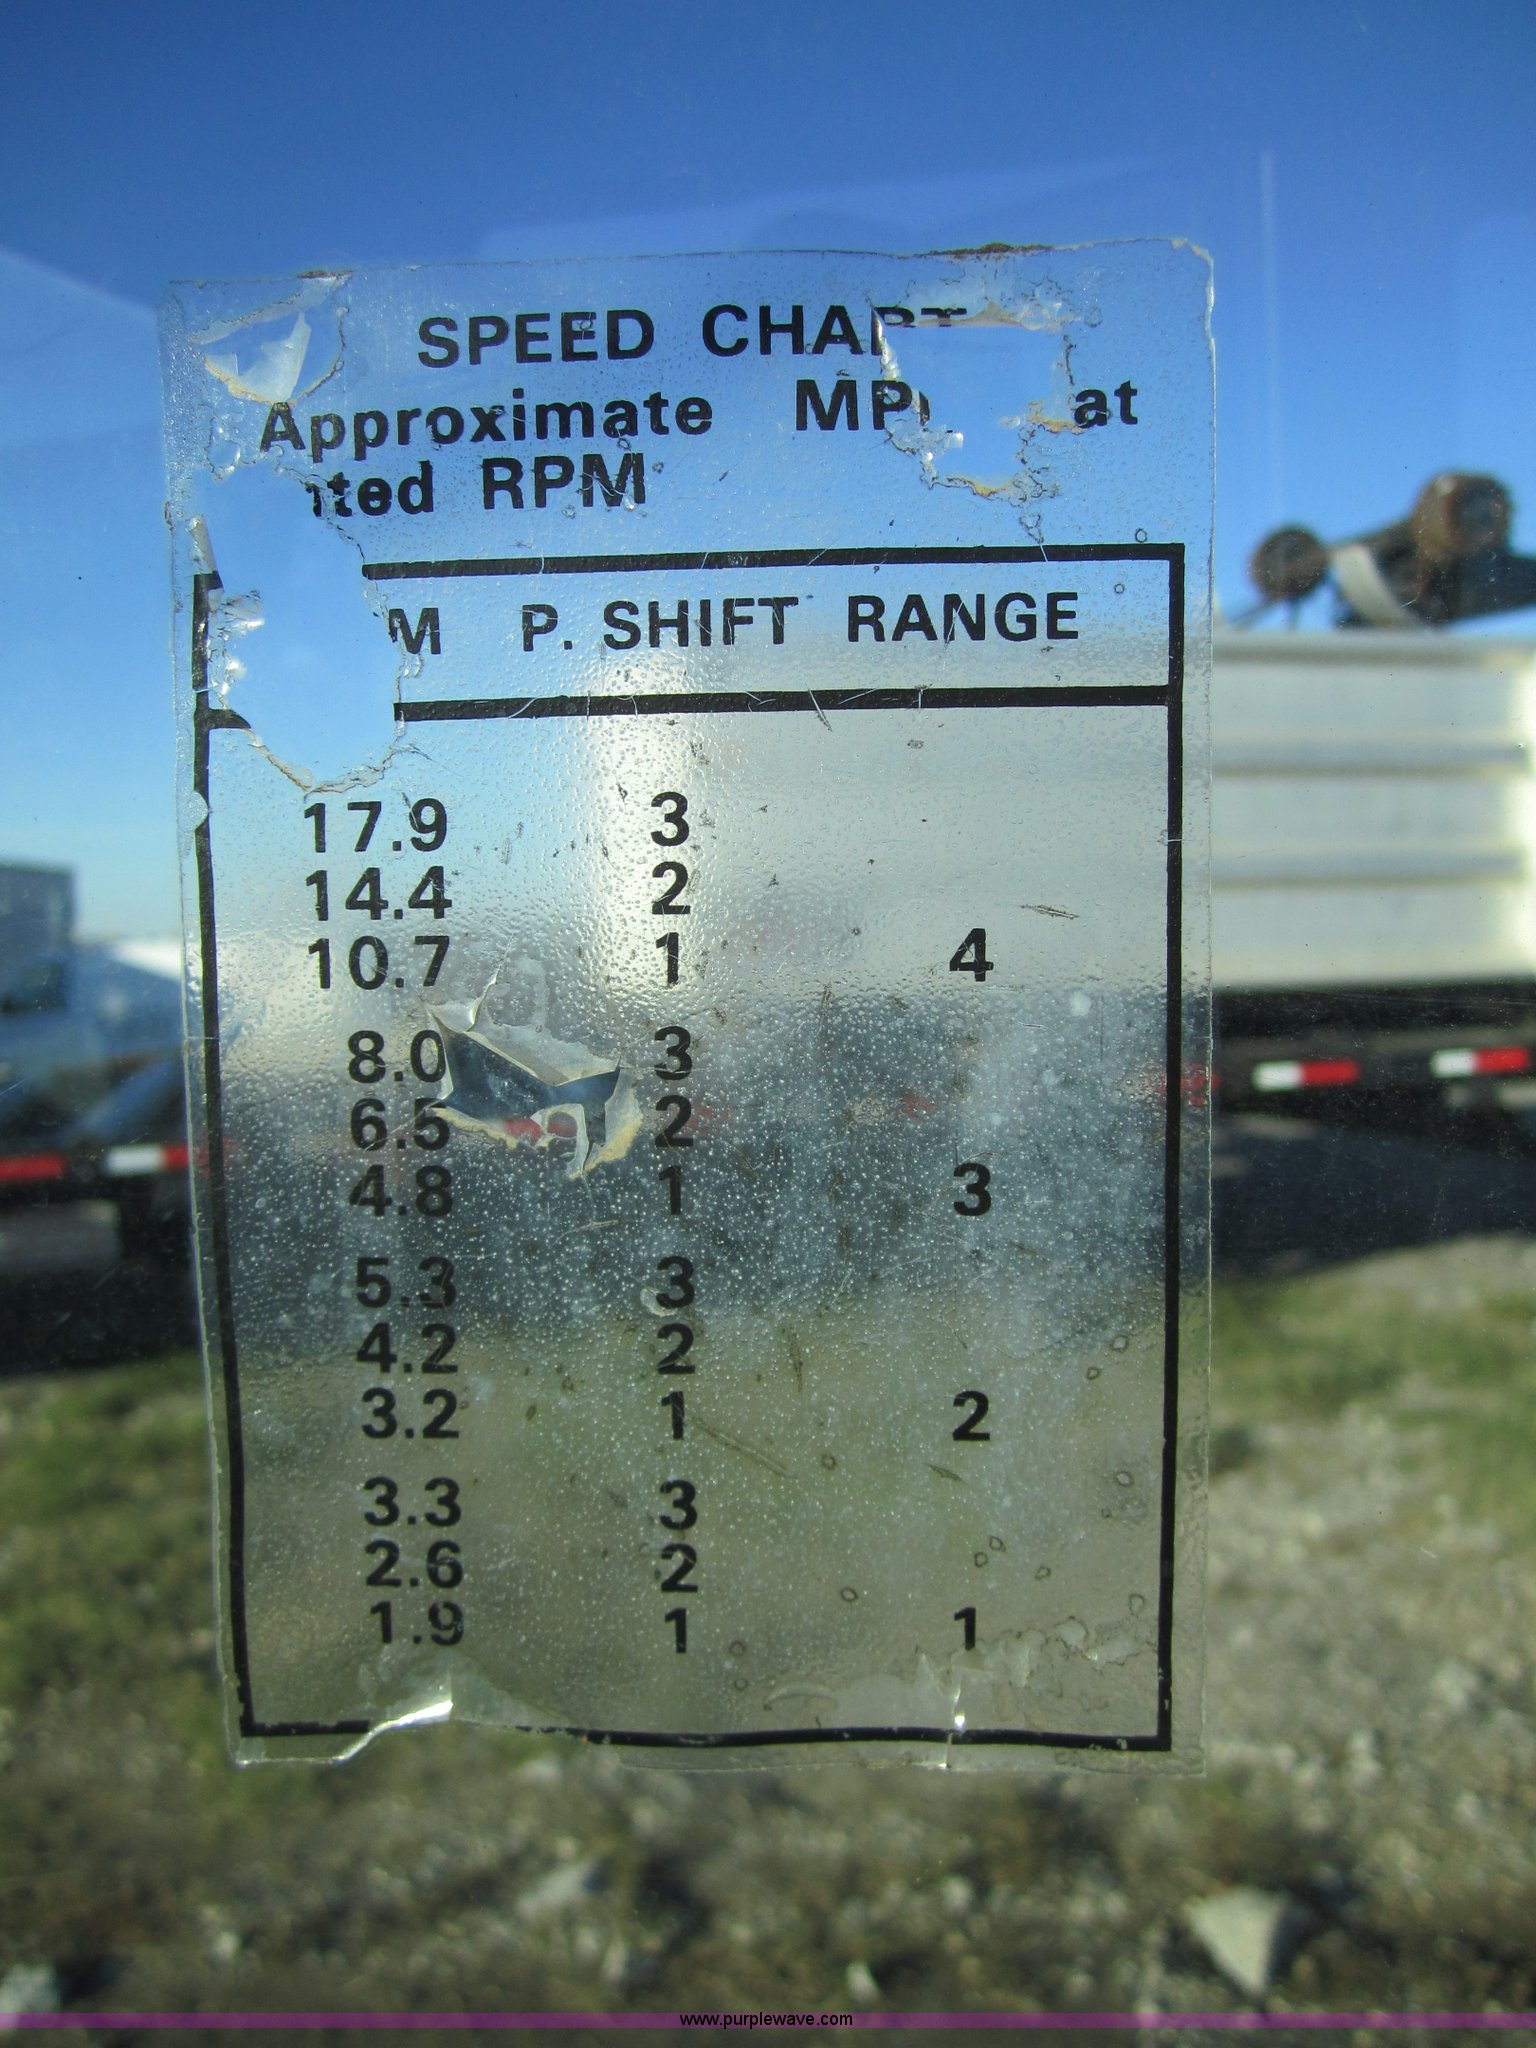 SPEED CHART
Approximate MP at
ted RPM
M P. SHIFT RANGE
17.9 3
14.4 2
10.7 1 4
8.0 3
6.5 2
4.8 1 3
5.3 3
4.2 2
3.2 1 2
3.3 3
2.6 2
1.9 1 1
www.purplewave.com